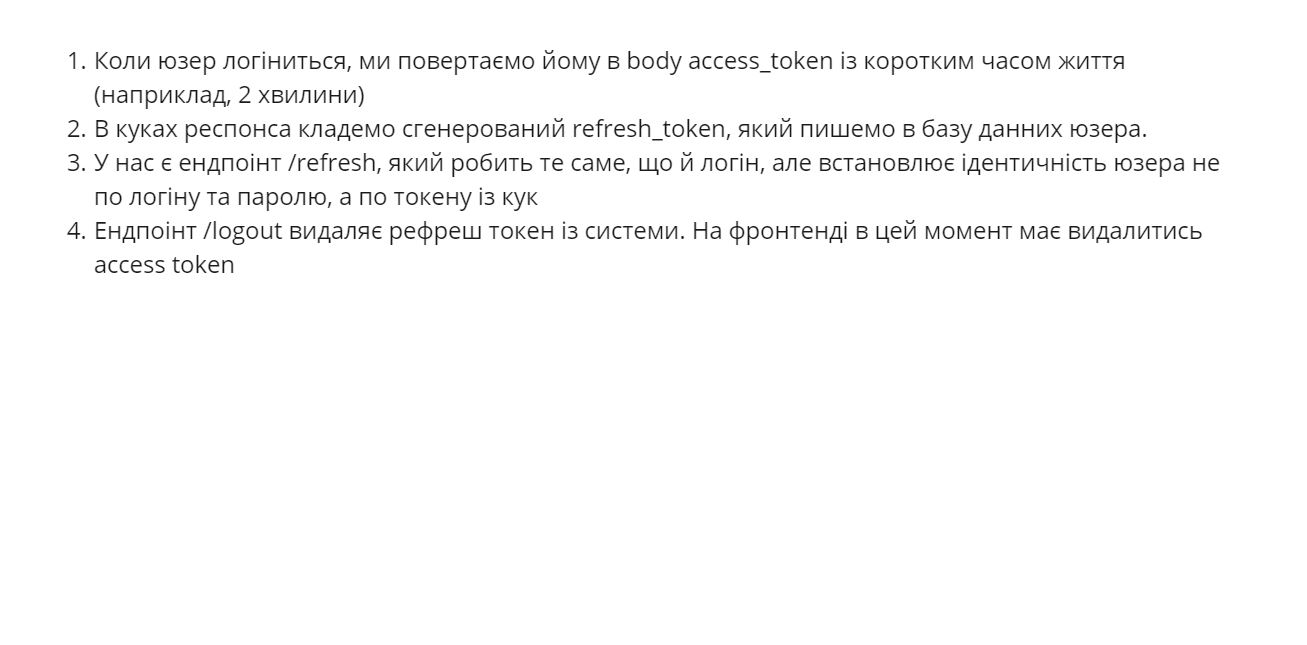 1. Коли юзер логіниться, ми повертаємо йому в body access_token із коротким часом життя
(наприклад, 2 хвилини)
2. В куках респонса кладемо сгенерований refresh_token, який пишемо в базу данних юзера.
3. У нас є ендпоінт /refresh, який робить те саме, що й логін, але встановлює ідентичність юзера не
по логіну та паролю, а по токену із кук
4. Ендпоінт /logout видаляє рефреш токен із системи. На фронтенді в цей момент має видалитись
access token